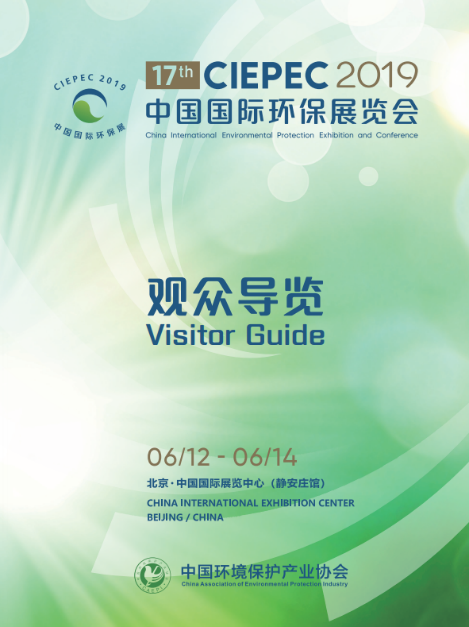 CIEPEC 2019
中国国际环保展
17th CIEPEC 2019
中国国际环保展览会
China International Environmental Protection Exhibition and Conference
观众导览
Visitor Guide
06/12 - 06/14
北京·中国国际展览中心（静安庄馆）
CHINA INTERNATIONAL EXHIBITION CENTER
BEIJING / CHINA
中国环境保护产业协会
China Association of Environmental Protection Industry